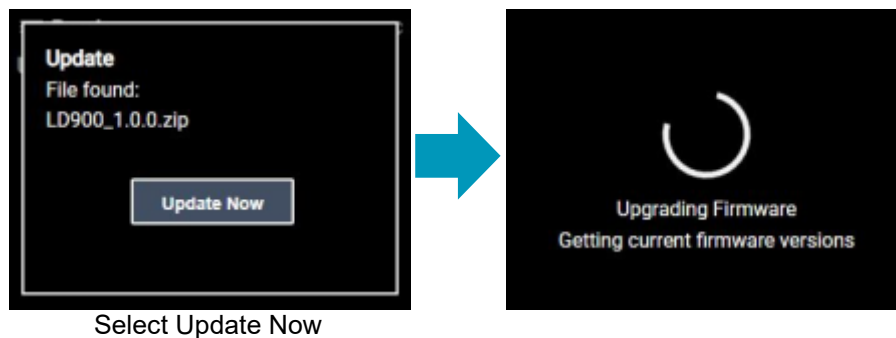 Update
File found:
LD900_1.0.0.zip
Update Now
Upgrading Firmware
Getting current firmware versions
Select Update Now